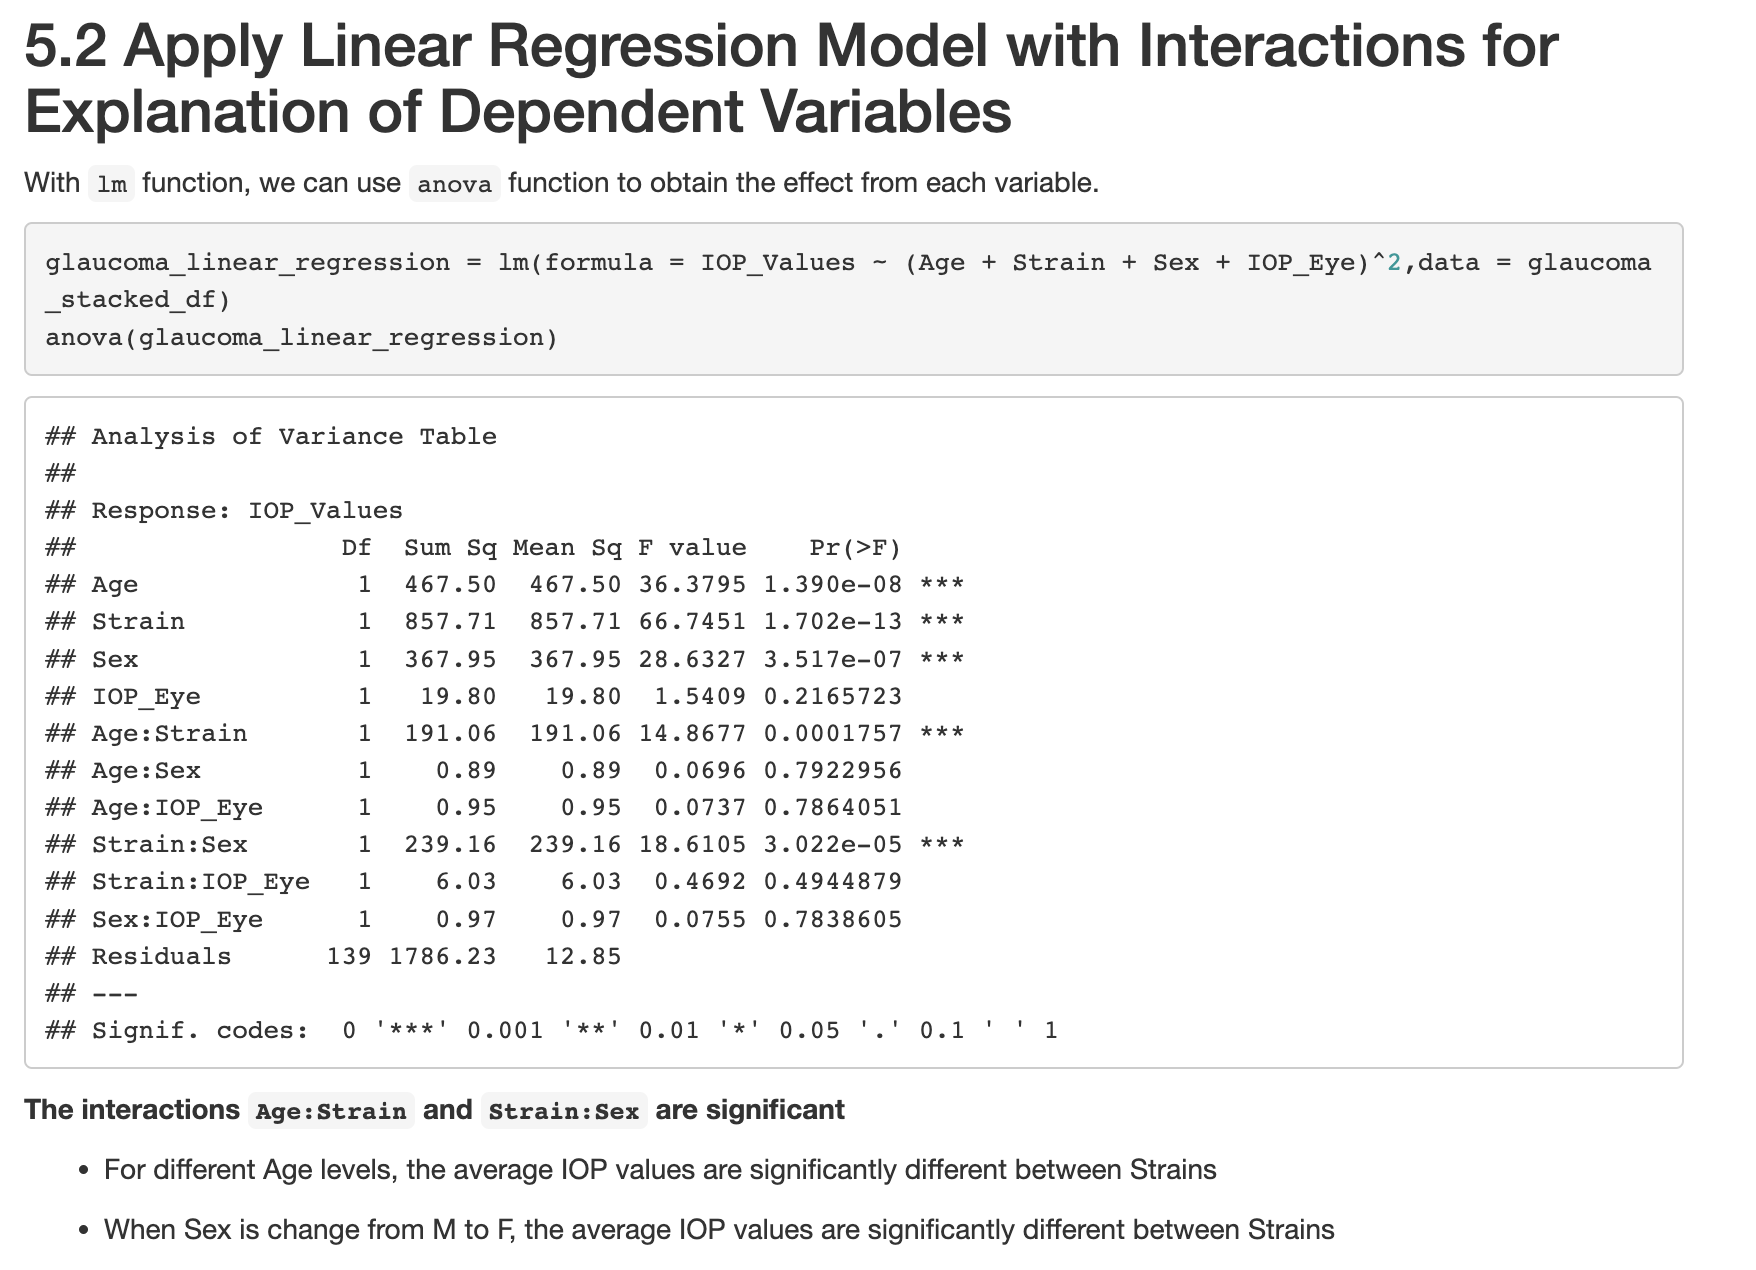 5.2 Apply Linear Regression Model with Interactions for
Explanation of Dependent Variables
With lm function, we can use anova function to obtain the effect from each variable.
glaucoma_linear_regression = lm(formula = IOP_Values ~ (Age + Strain + Sex + IOP_Eye)^2,data = glaucoma
_stacked_df)
anova(glaucoma_linear_regression)
## Analysis of Variance Table
##
## Response: IOP_Values
##                 Df  Sum Sq Mean Sq F value    Pr(>F)
## Age              1  467.50  467.50 36.3795 1.390e-08 ***
## Strain           1  857.71  857.71 66.7451 1.702e-13 ***
## Sex              1  367.95  367.95 28.6327 3.517e-07 ***
## IOP_Eye          1   19.80   19.80  1.5409 0.2165723
## Age:Strain       1  191.06  191.06 14.8677 0.0001757 ***
## Age:Sex          1    0.89    0.89  0.0696 0.7922956
## Age:IOP_Eye      1    0.95    0.95  0.0737 0.7864051
## Strain:Sex       1  239.16  239.16 18.6105 3.022e-05 ***
## Strain:IOP_Eye   1    6.03    6.03  0.4692 0.4944879
## Sex:IOP_Eye      1    0.97    0.97  0.0755 0.7838605
## Residuals      139 1786.23   12.85
## ---
## Signif. codes:  0 '***' 0.001 '**' 0.01 '*' 0.05 '.' 0.1 ' ' 1
The interactions Age:Strain and Strain:Sex are significant
• For different Age levels, the average IOP values are significantly different between Strains
• When Sex is change from M to F, the average IOP values are significantly different between Strains